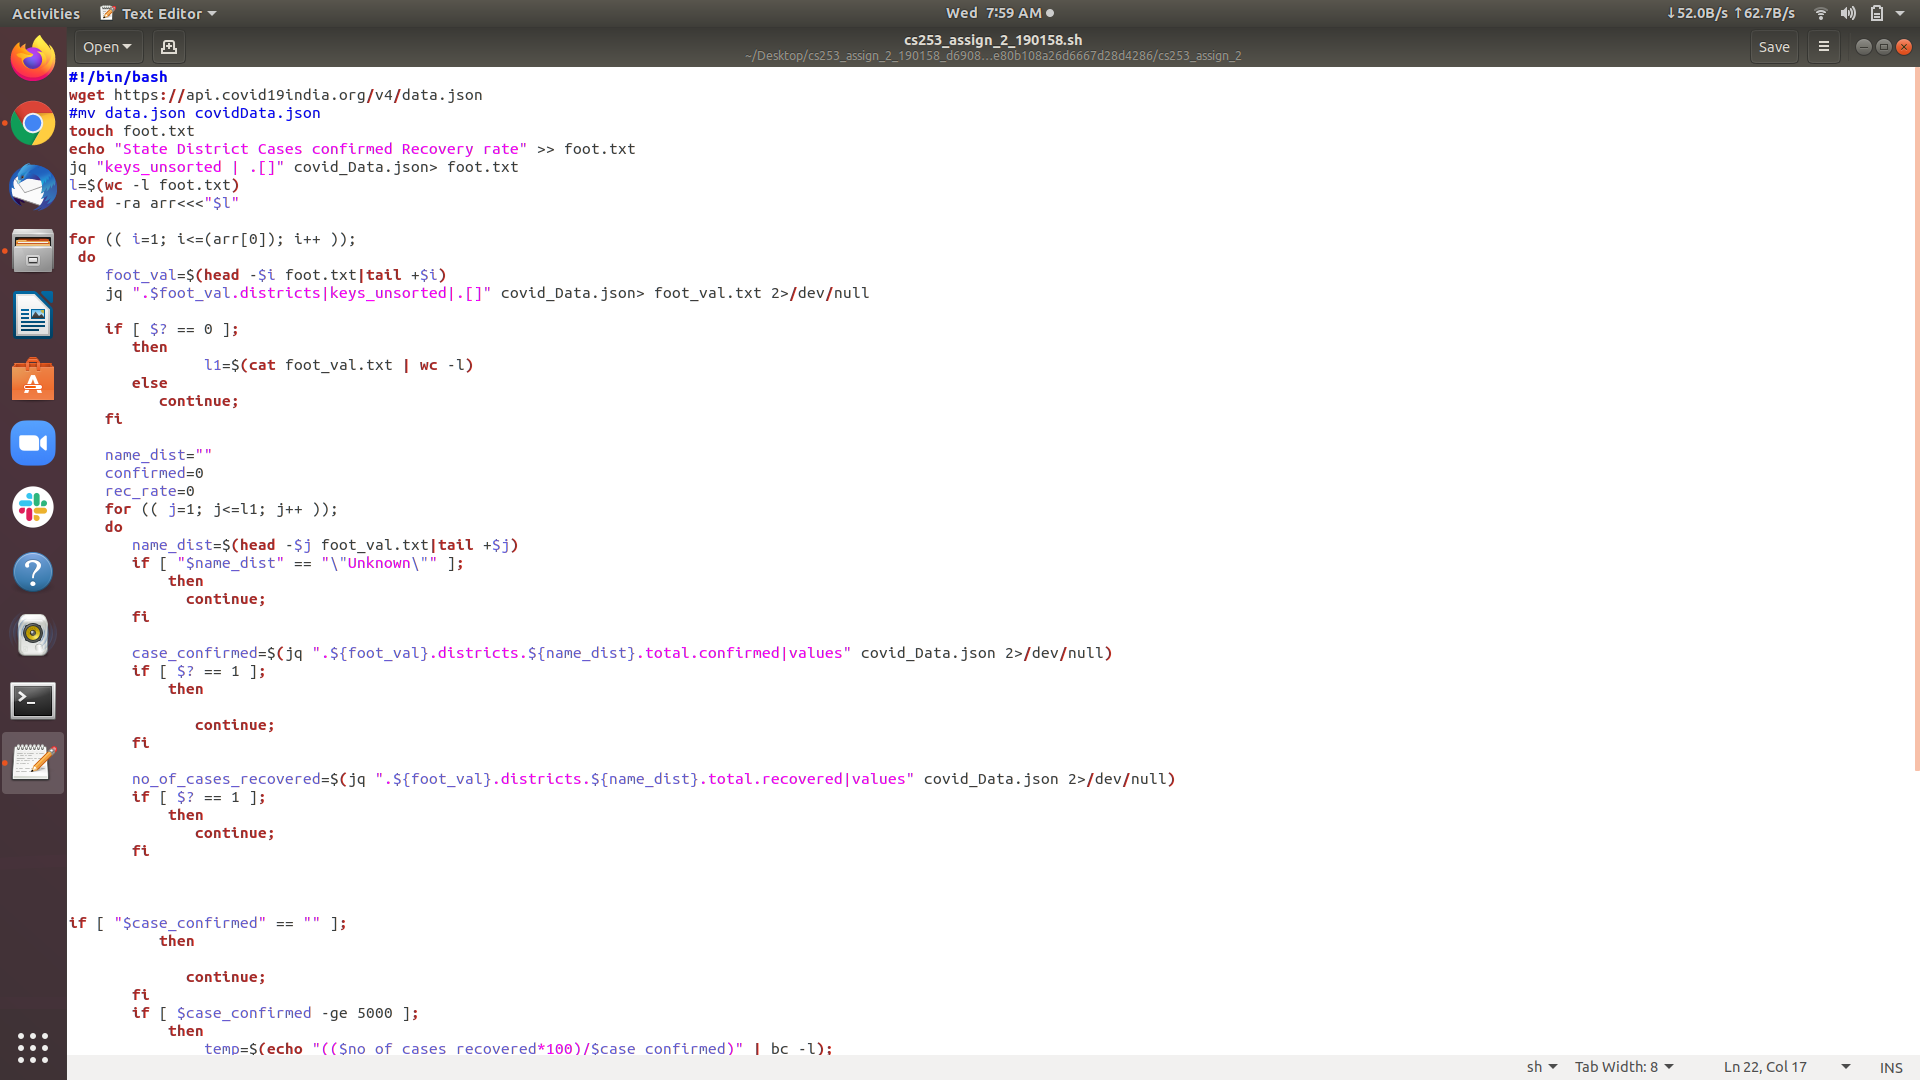 Activities Text Editor Wed 7:59 AM ↓52.0B/s ↑62.7B/s
Open cs253_assign_2_190158.sh Save
~/Desktop/cs253_assign_2_190158_d6908...e80b108a26d6667d28d4286/cs253_assign_2
#!/bin/bash
wget https://api.covid19india.org/v4/data.json
#mv data.json covidData.json
touch foot.txt
echo "State District Cases confirmed Recovery rate" >> foot.txt
jq "keys_unsorted | .[]" covid_Data.json> foot.txt
l=$(wc -l foot.txt)
read -ra arr<<<"$l"
for (( i=1; i<=(arr[0]); i++ ));
do
foot_val=$(head -$i foot.txt|tail +$i)
jq ".$foot_val.districts|keys_unsorted|.[]" covid_Data.json> foot_val.txt 2>/dev/null
if [ $? == 0 ];
then
l1=$(cat foot_val.txt | wc -l)
else
continue;
fi
name_dist=""
confirmed=0
rec_rate=0
for (( j=1; j<=l1; j++ ));
do
name_dist=$(head -$j foot_val.txt|tail +$j)
if [ "$name_dist" == "\"Unknown\"" ];
then
continue;
fi
case_confirmed=$(jq ".${foot_val}.districts.${name_dist}.total.confirmed|values" covid_Data.json 2>/dev/null)
if [ $? == 1 ];
then
continue;
fi
no_of_cases_recovered=$(jq ".${foot_val}.districts.${name_dist}.total.recovered|values" covid_Data.json 2>/dev/null)
if [ $? == 1 ];
then
continue;
fi
if [ "$case_confirmed" == "" ];
then
continue;
fi
if [ $case_confirmed -ge 5000 ];
then
temp=$(echo "(($no_of_cases_recovered*100)/$case_confirmed)" | bc -l);
sh Tab Width: 8 Ln 22, Col 17 INS